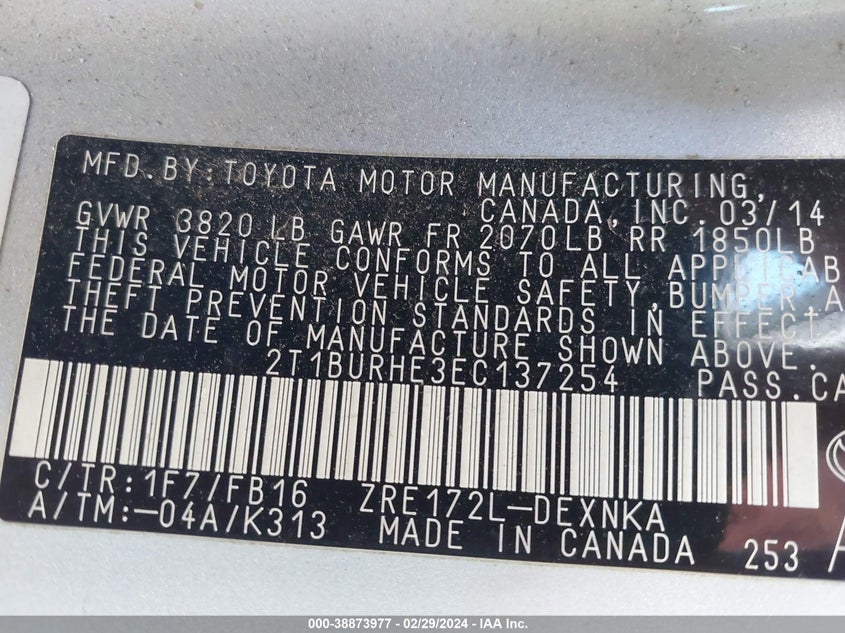 MFD.BY:TOYOTA MOTOR MANUFACTURING,
CANADA, INC. 03/14
GVWR 3820 LB GAWR FR 2070LB RR 1850LB
THIS VEHICLE CONFORMS TO ALL APPLICAB
FEDERAL MOTOR VEHICLE SAFETY, BUMPER, A
THEFT PREVENTION STANDARDS IN EFFECT
THE DATE OF MANUFACTURE SHOWN ABOVE.
2T1BURHE3EC137254 PASS.CA
C/TR:1F7/FB16 ZRE172L-DEXNKA
A/TM:-04A/K313 MADE IN CANADA 253 A
000-38873977 - 02/29/2024 - IAA Inc.